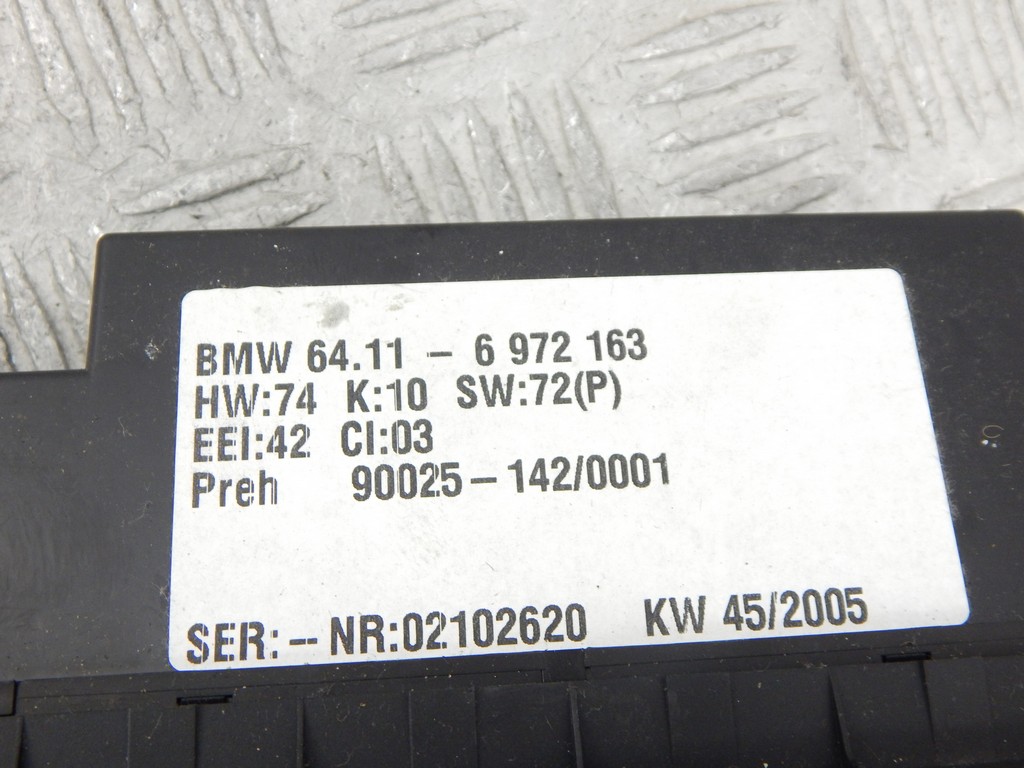 BMW 64.11 – 6 972 163
HW:74 K:10 SW:72(P)
EEI:42 CI:03
Preh 90025 – 142/0001
SER: – NR:02102620 KW 45/2005